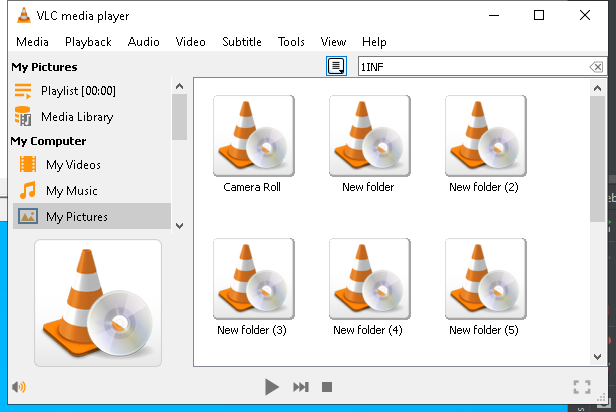 VLC media player
Media Playback Audio Video Subtitle Tools View Help
My Pictures
1INF
Playlist [00:00]
Media Library
My Computer
My Videos
My Music
My Pictures
Camera Roll New folder New folder (2)
New folder (3) New folder (4) New folder (5)